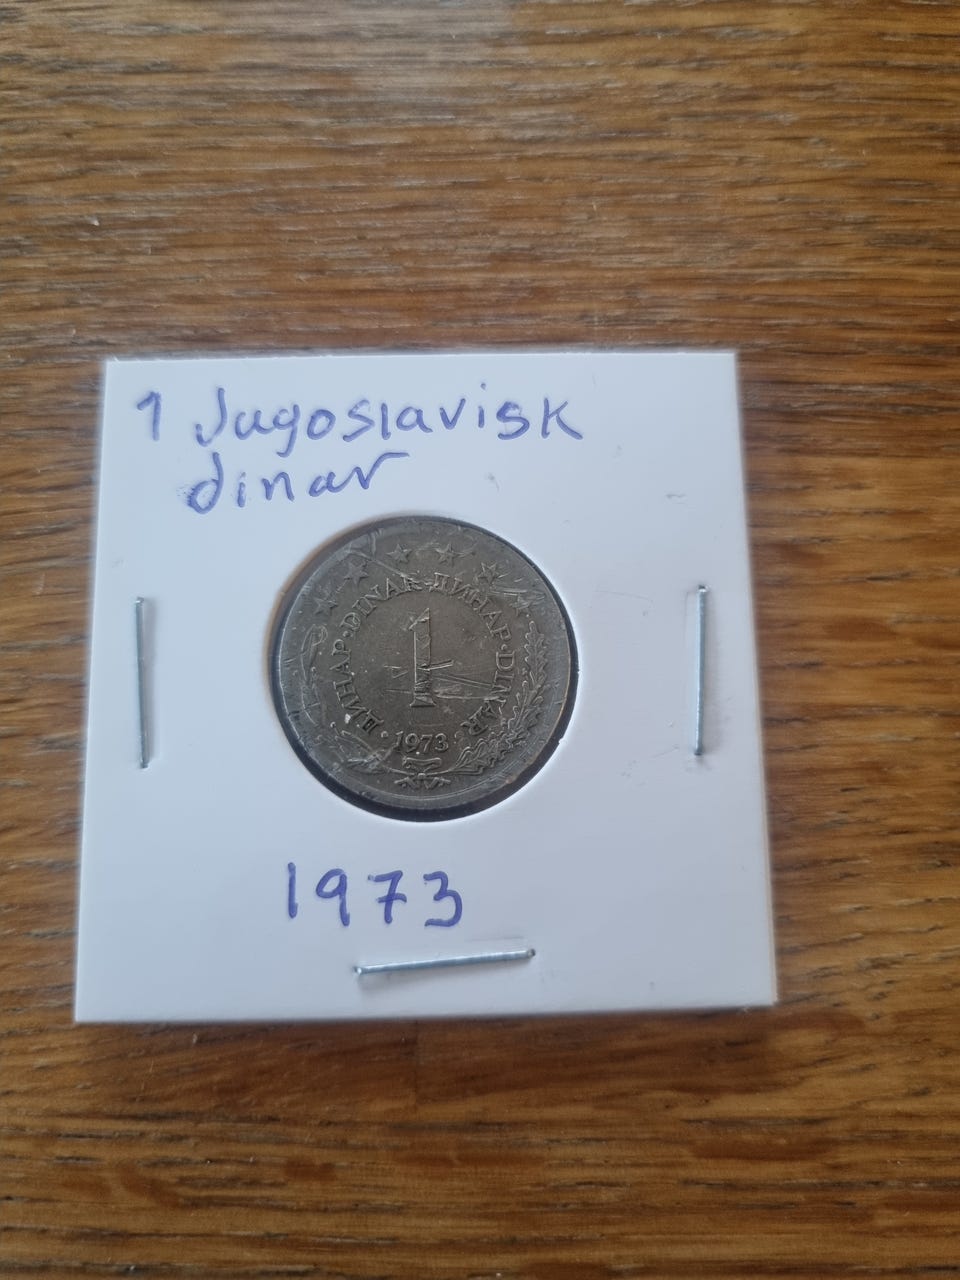 1 Jugoslavisk
dinar
ДИНАР · DINAR · ДИНАР · DINAR
1
· 1973 ·
1973